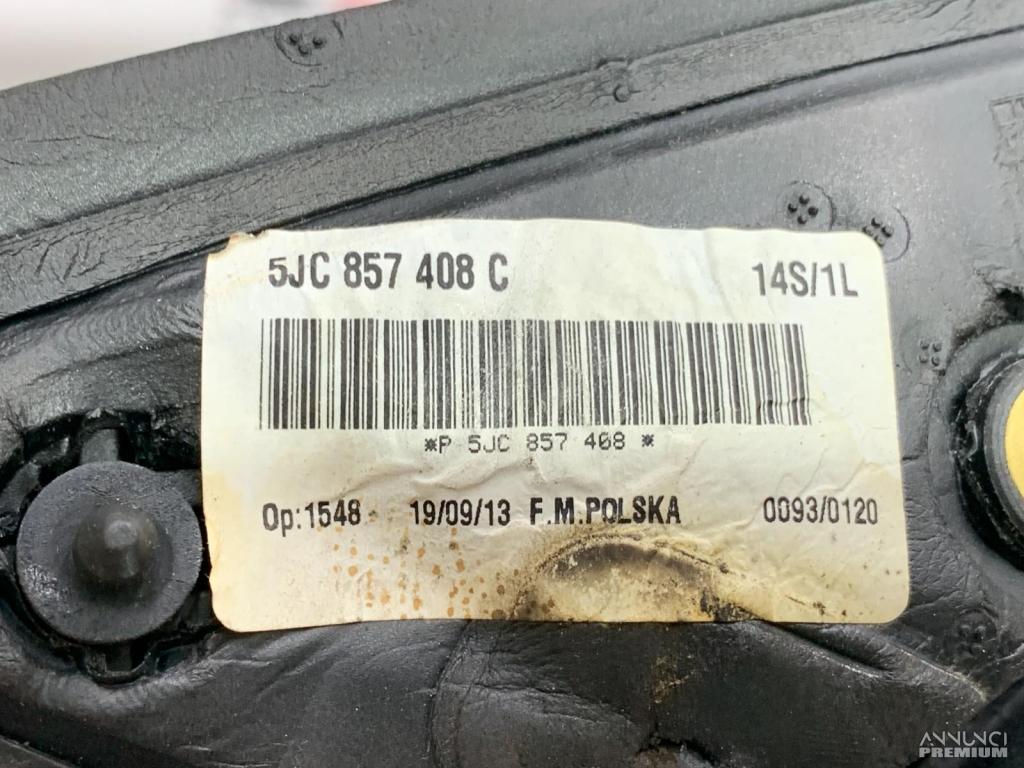 5JC 857 408 C 14S/1L
*P 5JC 857 408 *
Op:1548 19/09/13 F.M.POLSKA 0093/0120
ANNUNCI
PREMIUM